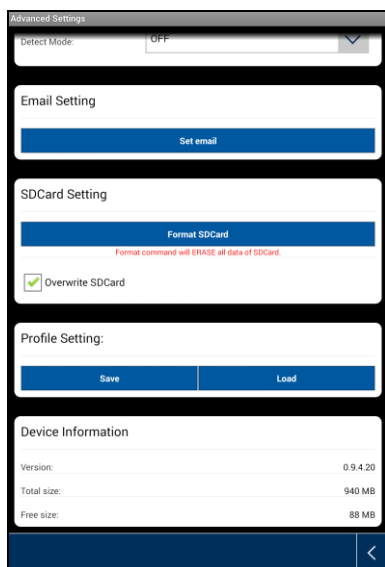 Advanced Settings
Detect Mode: OFF
Email Setting
Set email
SDCard Setting
Format SDCard
Format command will ERASE all data of SDCard.
Overwrite SDCard
Profile Setting:
Save Load
Device Information
Version: 0.9.4.20
Total size: 940 MB
Free size: 88 MB